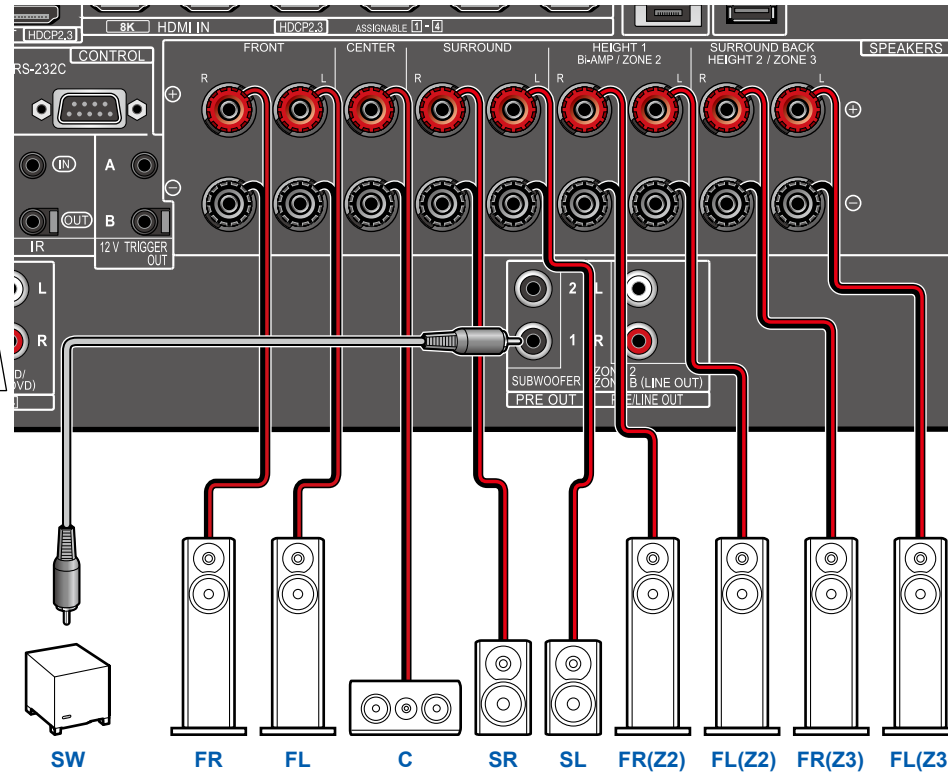 HDCP2.3
8K HDMI IN HDCP2.3 ASSIGNABLE 1 - 4
CONTROL
RS-232C
FRONT CENTER SURROUND HEIGHT 1 SURROUND BACK SPEAKERS
Bi-AMP / ZONE 2 HEIGHT 2 / ZONE 3
R L R L R L R L
+ +
IN A
- -
OUT B
IR 12 V TRIGGER
OUT
L 2 L
R 1 R
D/
DVD)
SUBWOOFER ZONE 2
ZONE B (LINE OUT)
PRE OUT PRE/LINE OUT
SW FR FL C SR SL FR(Z2) FL(Z2) FR(Z3) FL(Z3